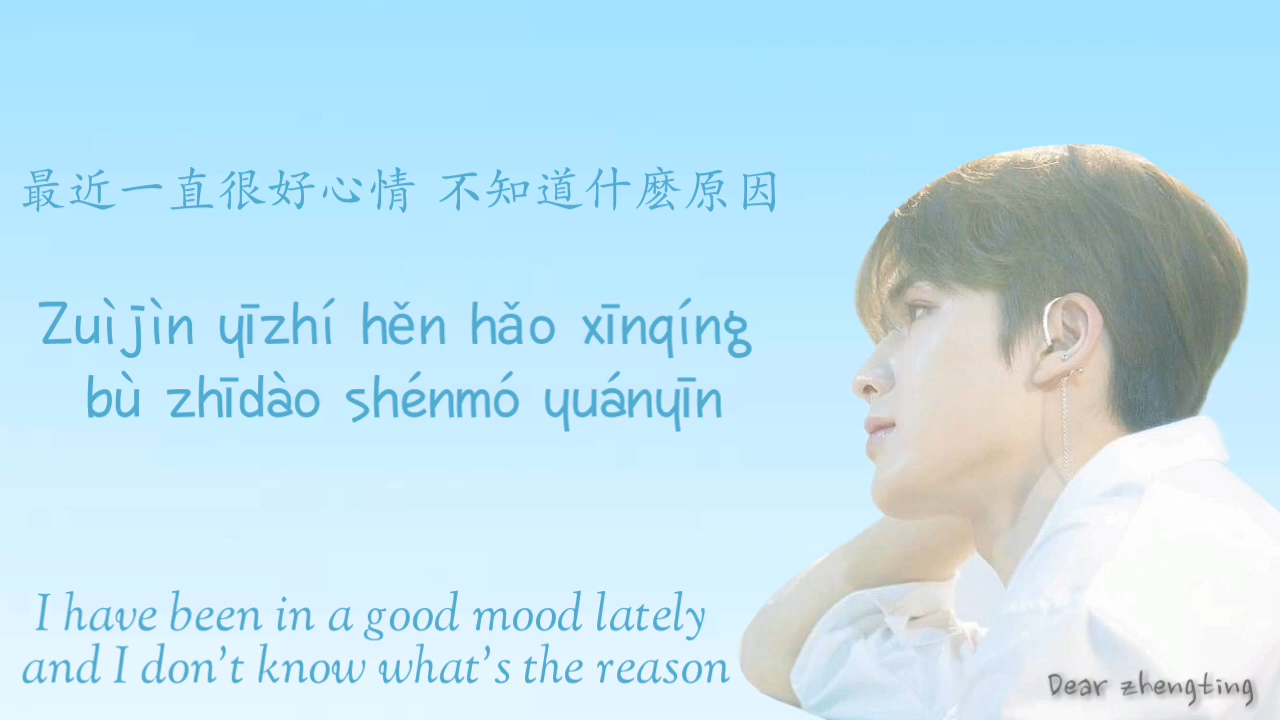 最近一直很好心情 不知道什麽原因
Zuìjìn yīzhí hěn hǎo xīnqíng
bù zhīdào shénmó yuányīn
I have been in a good mood lately
and I don't know what's the reason
Dear zhengting